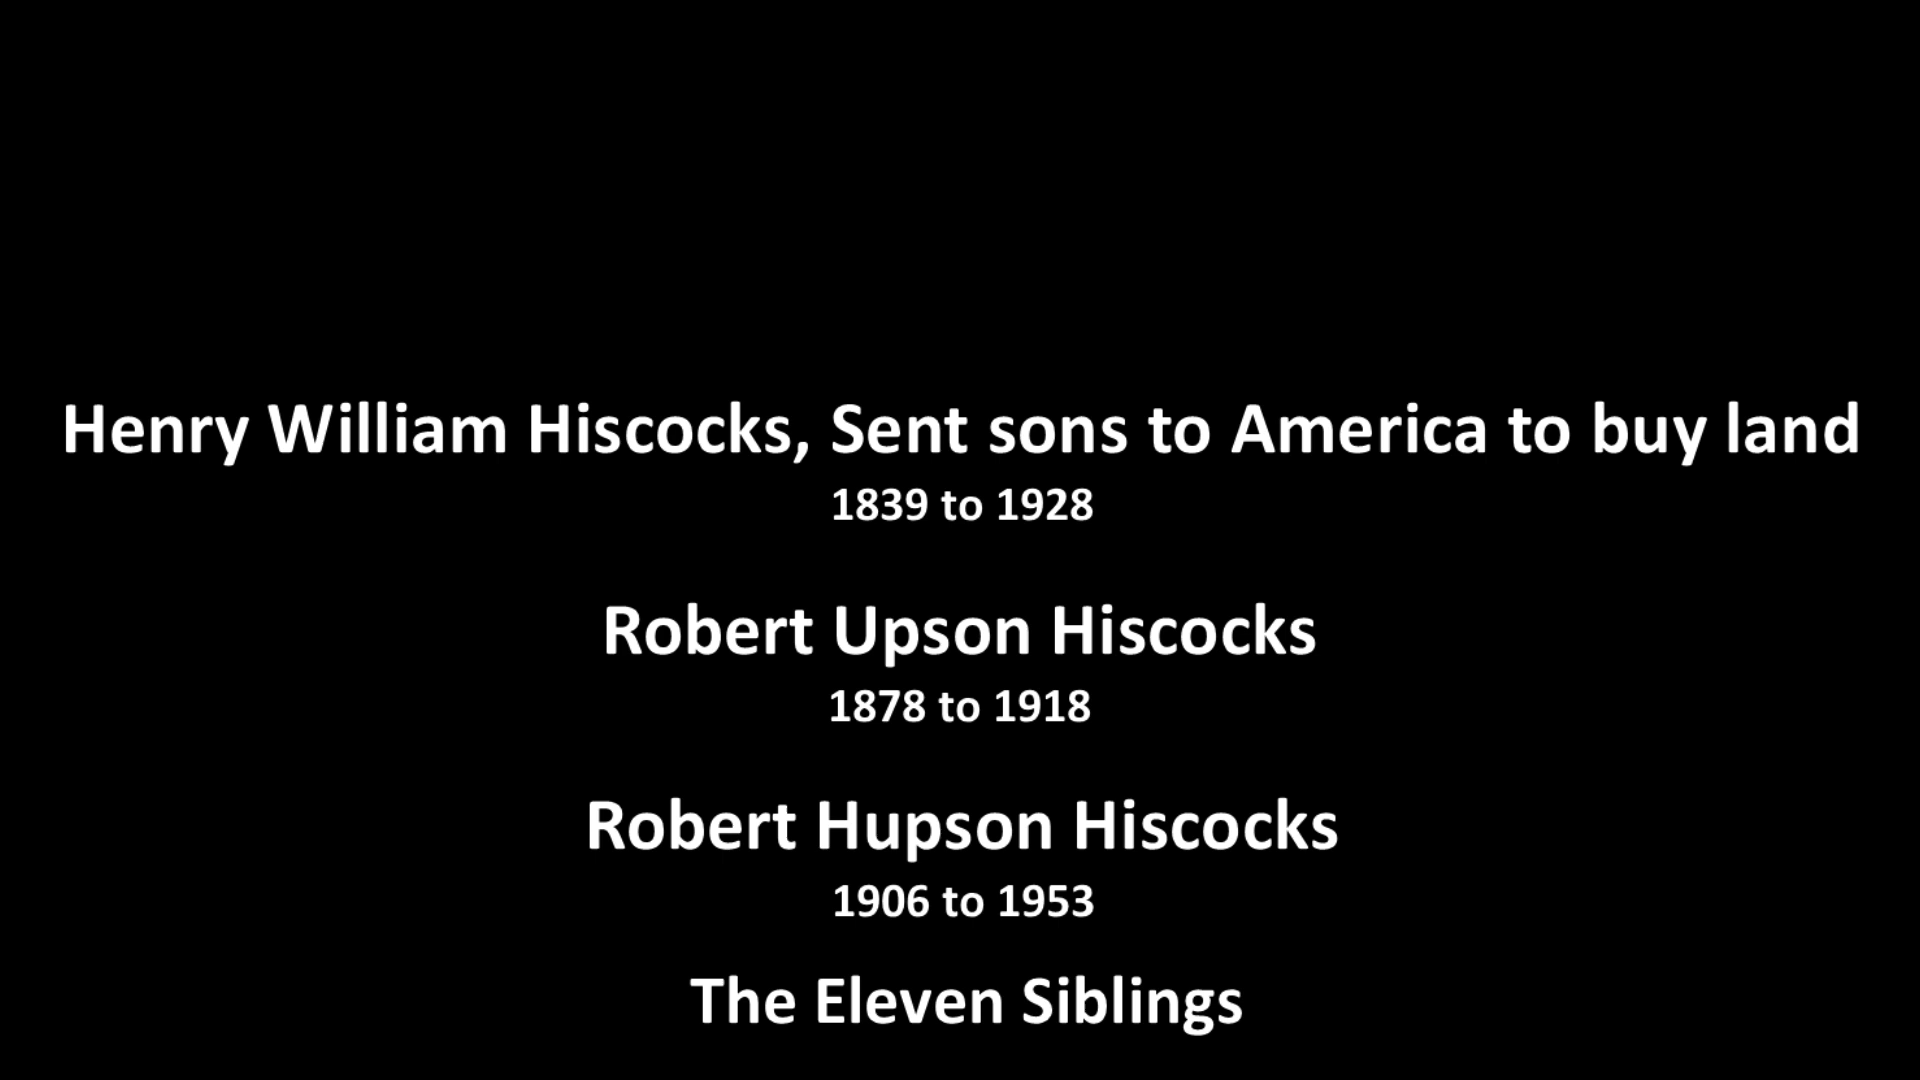 Henry William Hiscocks, Sent sons to America to buy land
1839 to 1928
Robert Upson Hiscocks
1878 to 1918
Robert Hupson Hiscocks
1906 to 1953
The Eleven Siblings